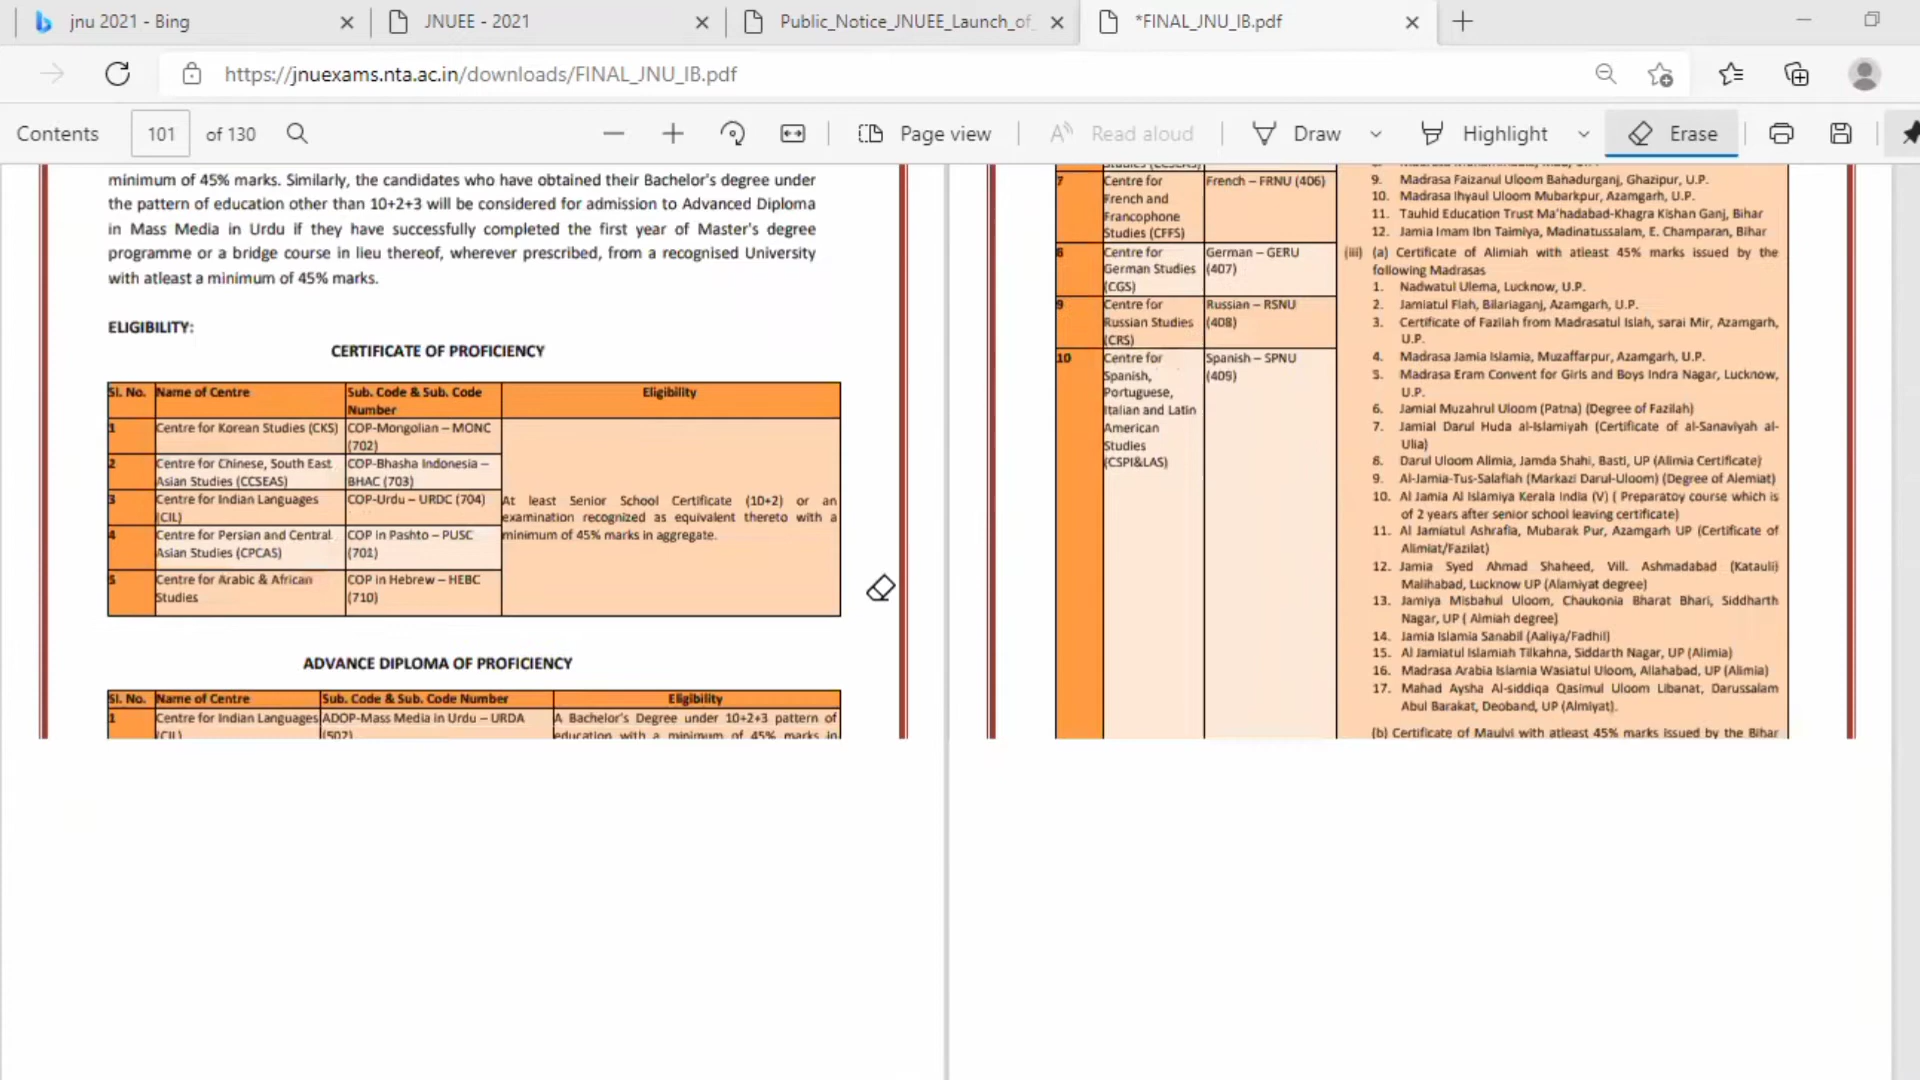 jnu 2021 - Bing
JNUEE - 2021
Public_Notice_JNUEE_Launch_of_
*FINAL_JNU_IB.pdf
https://jnuexams.nta.ac.in/downloads/FINAL_JNU_IB.pdf
Contents 101 of 130
Page view
Read aloud
Draw
Highlight
Erase
minimum of 45% marks. Similarly, the candidates who have obtained their Bachelor's degree under
the pattern of education other than 10+2+3 will be considered for admission to Advanced Diploma
in Mass Media in Urdu if they have successfully completed the first year of Master's degree
programme or a bridge course in lieu thereof, wherever prescribed, from a recognised University
with atleast a minimum of 45% marks.
ELIGIBILITY:
CERTIFICATE OF PROFICIENCY
Sl. No. Name of Centre Sub. Code & Sub. Code Eligibility
Number
1 Centre for Korean Studies (CKS) COP-Mongolian – MONC
(702)
2 Centre for Chinese, South East COP-Bhasha Indonesia –
Asian Studies (CCSEAS) BHAC (703)
3 Centre for Indian Languages COP-Urdu – URDC (704)
(CIL)
4 Centre for Persian and Central COP in Pashto – PUSC
Asian Studies (CPCAS) (701)
5 Centre for Arabic & African COP in Hebrew – HEBC
Studies (710)
At least Senior School Certificate (10+2) or an
examination recognized as equivalent thereto with a
minimum of 45% marks in aggregate.
ADVANCE DIPLOMA OF PROFICIENCY
Sl. No. Name of Centre Sub. Code & Sub. Code Number Eligibility
1 Centre for Indian Languages ADOP-Mass Media in Urdu – URDA A Bachelor's Degree under 10+2+3 pattern of
(CIL) (502) education with a minimum of 45% marks in
Studies (CCSEAS)
7 Centre for French – FRNU (406)
French and
Francophone
Studies (CFFS)
8 Centre for German – GERU
German Studies (407)
(CGS)
9 Centre for Russian – RSNU
Russian Studies (408)
(CRS)
10 Centre for Spanish – SPNU
Spanish, (409)
Portuguese,
Italian and Latin
American
Studies
(CSPI&LAS)
9. Madrasa Faizanul Uloom Bahadurganj, Ghazipur, U.P.
10. Madrasa Ihyaul Uloom Mubarkpur, Azamgarh, U.P.
11. Tauhid Education Trust Ma'hadabad-Khagra Kishan Ganj, Bihar
12. Jamia Imam Ibn Taimiya, Madinatussalam, E. Champaran, Bihar
(iii) (a) Certificate of Alimiah with atleast 45% marks issued by the
following Madrasas
1. Nadwatul Ulema, Lucknow, U.P.
2. Jamiatul Flah, Bilariaganj, Azamgarh, U.P.
3. Certificate of Fazilah from Madrasatul Islah, sarai Mir, Azamgarh,
U.P.
4. Madrasa Jamia Islamia, Muzaffarpur, Azamgarh, U.P.
5. Madrasa Eram Convent for Girls and Boys Indra Nagar, Lucknow,
U.P.
6. Jamial Muzahrul Uloom (Patna) (Degree of Fazilah)
7. Jamial Darul Huda al-Islamiyah (Certificate of al-Sanaviyah al-
Ulia)
8. Darul Uloom Alimia, Jamda Shahi, Basti, UP (Alimia Certificate)
9. Al-Jamia-Tus-Salafiah (Markazi Darul-Uloom) (Degree of Alemiat)
10. Al Jamia Al Islamiya Kerala India (V) ( Preparatoy course which is
of 2 years after senior school leaving certificate)
11. Al Jamiatul Ashrafia, Mubarak Pur, Azamgarh UP (Certificate of
Alimiat/Fazilat)
12. Jamia Syed Ahmad Shaheed, Vill. Ashmadabad (Katauli)
Malihabad, Lucknow UP (Alamiyat degree)
13. Jamiya Misbahul Uloom, Chaukonia Bharat Bhari, Siddharth
Nagar, UP ( Almiah degree)
14. Jamia Islamia Sanabil (Aaliya/Fadhil)
15. Al Jamiatul Islamiah Tilkahna, Siddarth Nagar, UP (Alimia)
16. Madrasa Arabia Islamia Wasiatul Uloom, Allahabad, UP (Alimia)
17. Mahad Aysha Al-siddiqa Qasimul Uloom Libanat, Darussalam
Abul Barakat, Deoband, UP (Almiyat).
(b) Certificate of Maulvi with atleast 45% marks issued by the Bihar